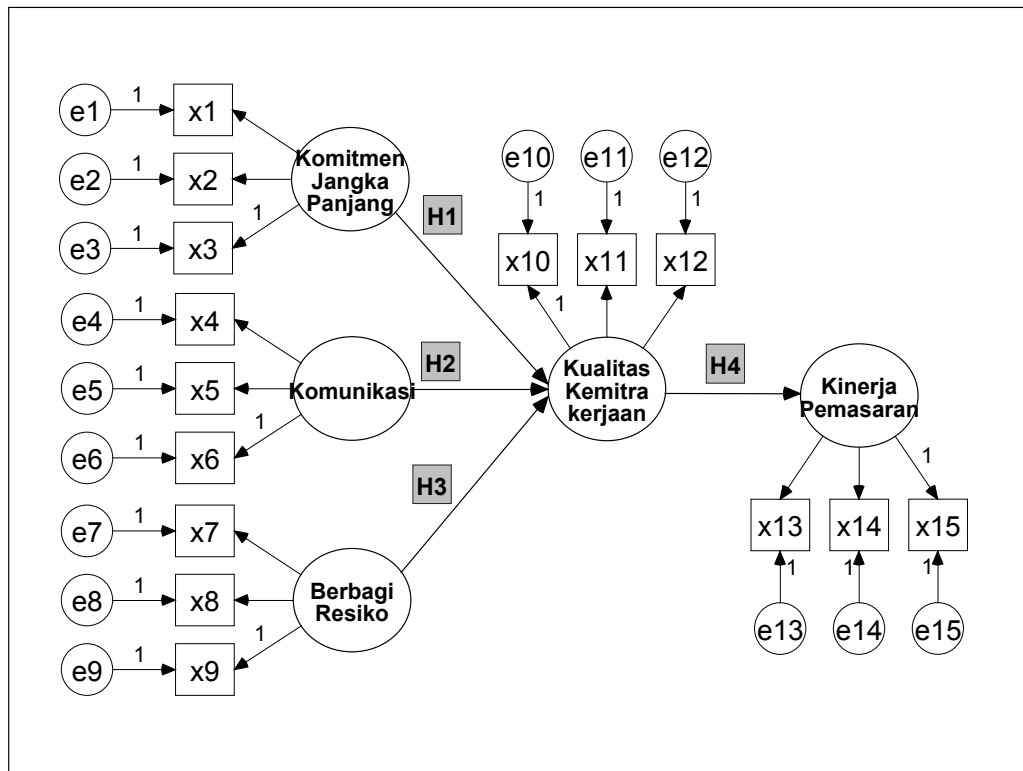 e1
1
x1
e2
1
x2
e3
1
x3
1
Komitmen
Jangka
Panjang
H1
e4
1
x4
e5
1
x5
e6
1
x6
1
Komunikasi
H2
e7
1
x7
e8
1
x8
e9
1
x9
1
Berbagi
Resiko
H3
e10
e11
e12
1
1
1
x10
x11
x12
1
Kualitas
Kemitra
kerjaan
H4
Kinerja
Pemasaran
1
x13
x14
x15
1
1
1
e13
e14
e15